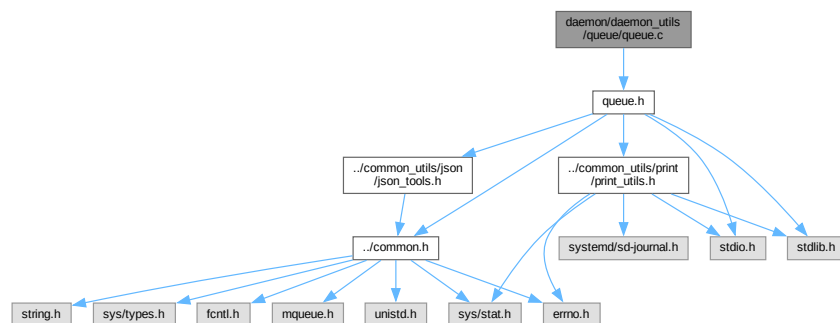 daemon/daemon_utils
/queue/queue.c
queue.h
../common_utils/json
/json_tools.h
../common_utils/print
/print_utils.h
../common.h
systemd/sd-journal.h
stdio.h
stdlib.h
string.h
sys/types.h
fcntl.h
mqueue.h
unistd.h
sys/stat.h
errno.h